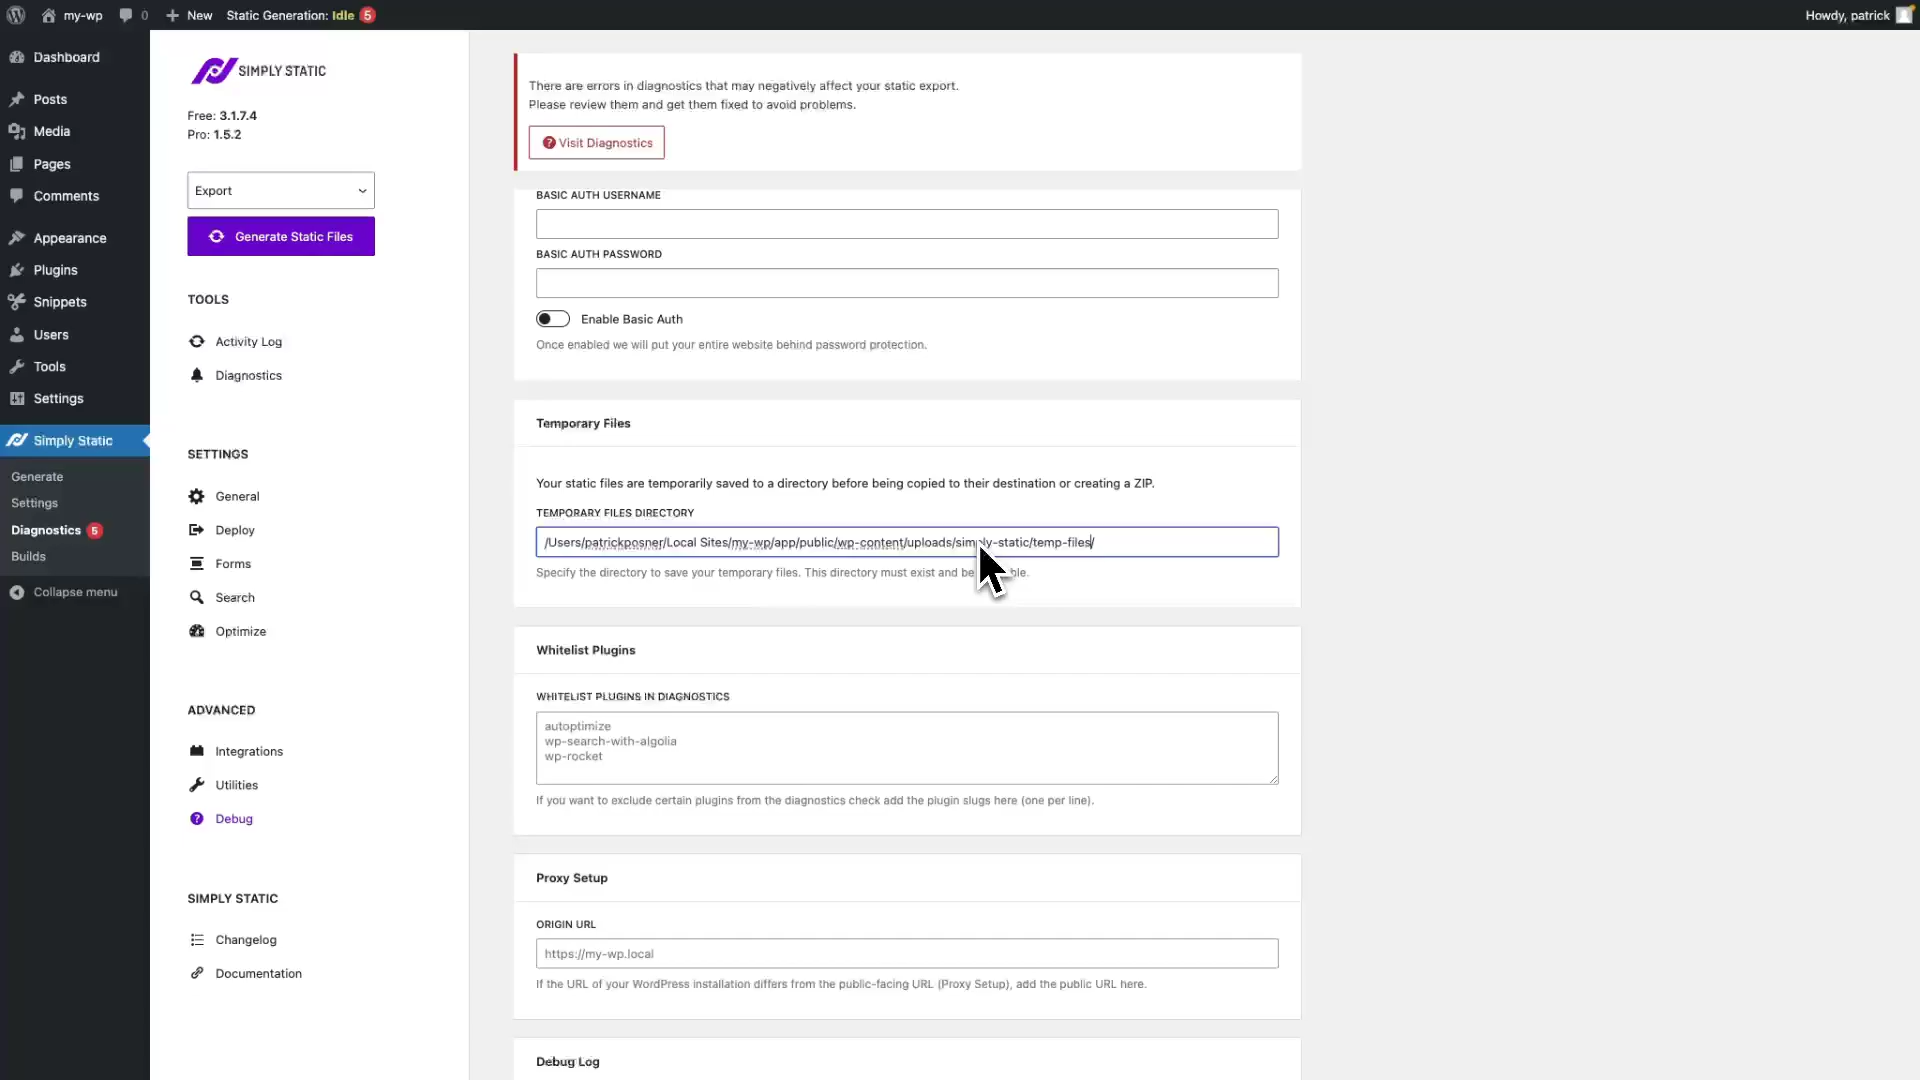 my-wp
0
New
Static Generation: Idle 5
Howdy, patrick
Dashboard
Posts
Media
Pages
Comments
Appearance
Plugins
Snippets
Users
Tools
Settings
Simply Static
Generate
Settings
Diagnostics 5
Builds
Collapse menu
SIMPLY STATIC
Free: 3.1.7.4
Pro: 1.5.2
Export
Generate Static Files
TOOLS
Activity Log
Diagnostics
SETTINGS
General
Deploy
Forms
Search
Optimize
ADVANCED
Integrations
Utilities
Debug
SIMPLY STATIC
Changelog
Documentation
There are errors in diagnostics that may negatively affect your static export.
Please review them and get them fixed to avoid problems.
Visit Diagnostics
BASIC AUTH USERNAME
BASIC AUTH PASSWORD
Enable Basic Auth
Once enabled we will put your entire website behind password protection.
Temporary Files
Your static files are temporarily saved to a directory before being copied to their destination or creating a ZIP.
TEMPORARY FILES DIRECTORY
/Users/patrickposner/Local Sites/my-wp/app/public/wp-content/uploads/simply-static/temp-files/
Specify the directory to save your temporary files. This directory must exist and be
Whitelist Plugins
WHITELIST PLUGINS IN DIAGNOSTICS
autoptimize
wp-search-with-algolia
wp-rocket
If you want to exclude certain plugins from the diagnostics check add the plugin slugs here (one per line).
Proxy Setup
ORIGIN URL
https://my-wp.local
If the URL of your WordPress installation differs from the public-facing URL (Proxy Setup), add the public URL here.
Debug Log